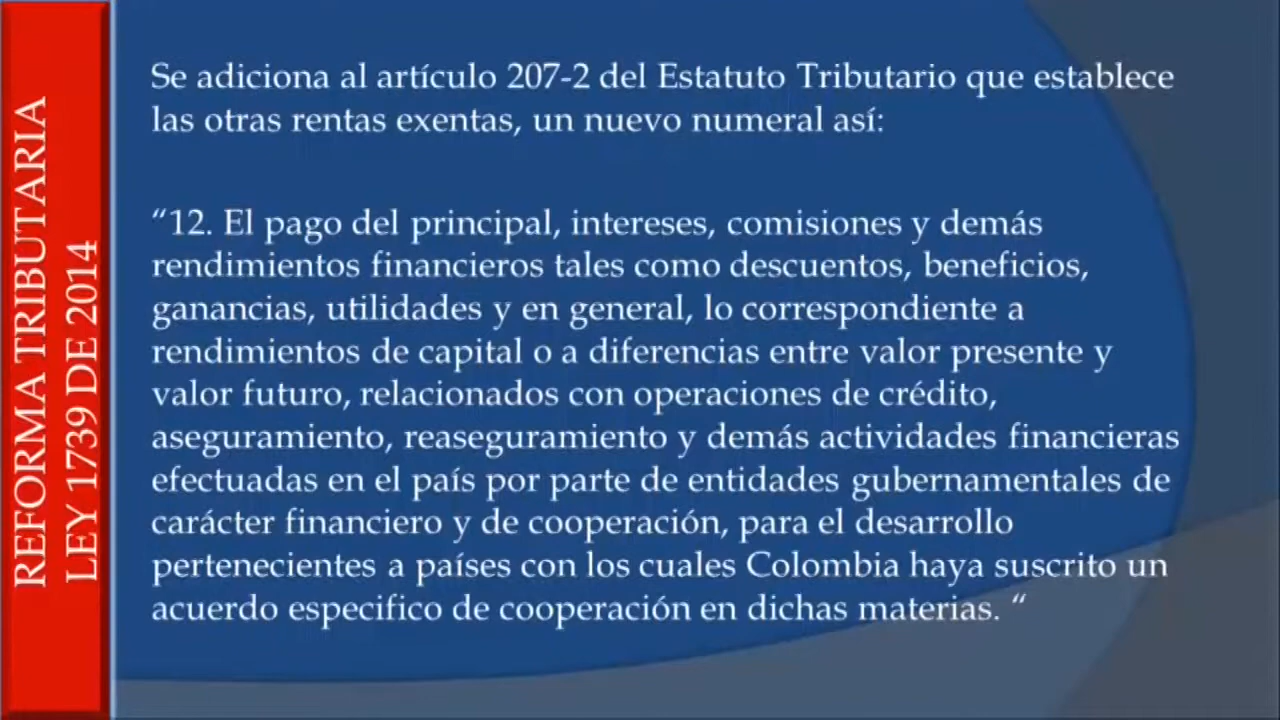 REFORMA TRIBUTARIA
LEY 1739 DE 2014
Se adiciona al artículo 207-2 del Estatuto Tributario que establece
las otras rentas exentas, un nuevo numeral así:
“12. El pago del principal, intereses, comisiones y demás
rendimientos financieros tales como descuentos, beneficios,
ganancias, utilidades y en general, lo correspondiente a
rendimientos de capital o a diferencias entre valor presente y
valor futuro, relacionados con operaciones de crédito,
aseguramiento, reaseguramiento y demás actividades financieras
efectuadas en el país por parte de entidades gubernamentales de
carácter financiero y de cooperación, para el desarrollo
pertenecientes a países con los cuales Colombia haya suscrito un
acuerdo especifico de cooperación en dichas materias. “